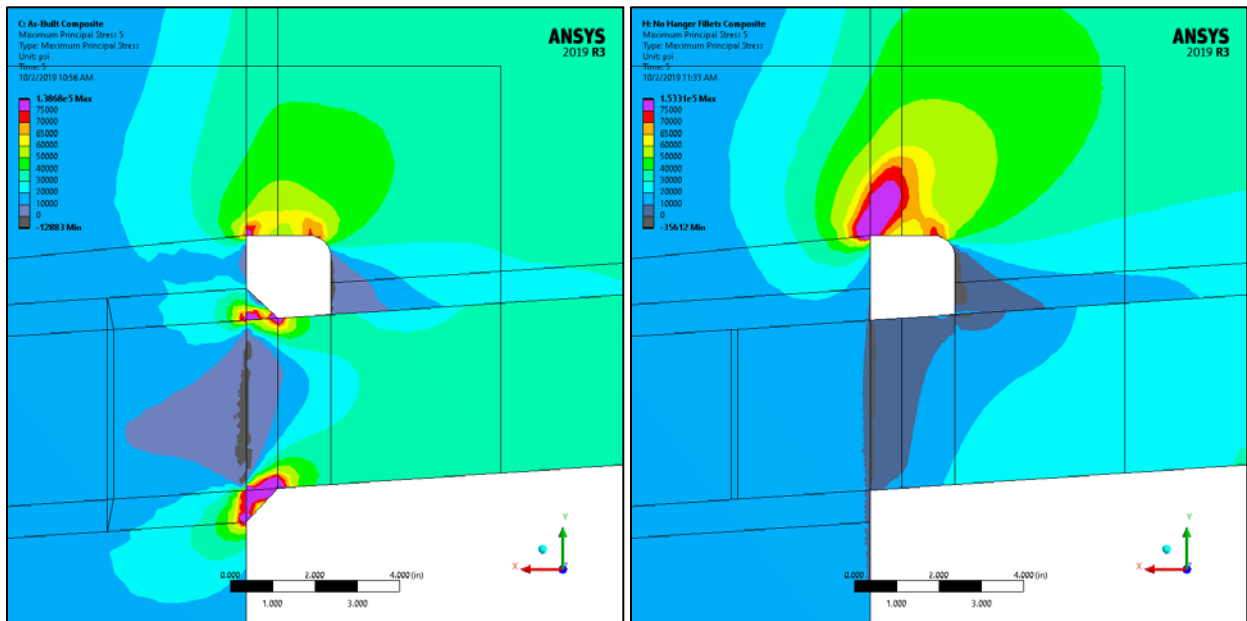 C: As-Built Composite
Maximum Principal Stress 5
Type: Maximum Principal Stress
Unit: psi
Time: 5
10/2/2019 10:56 AM
1.3868e5 Max
75000
70000
65000
60000
50000
40000
30000
20000
10000
0
-12883 Min
ANSYS
2019 R3
Y
X
Z
0.000
2.000
4.000 (in)
1.000
3.000
H: No Hanger Fillets Composite
Maximum Principal Stress 5
Type: Maximum Principal Stress
Unit: psi
Time: 5
10/2/2019 11:33 AM
1.5331e5 Max
75000
70000
65000
60000
50000
40000
30000
20000
10000
0
-35612 Min
ANSYS
2019 R3
Y
X
Z
0.000
2.000
4.000 (in)
1.000
3.000